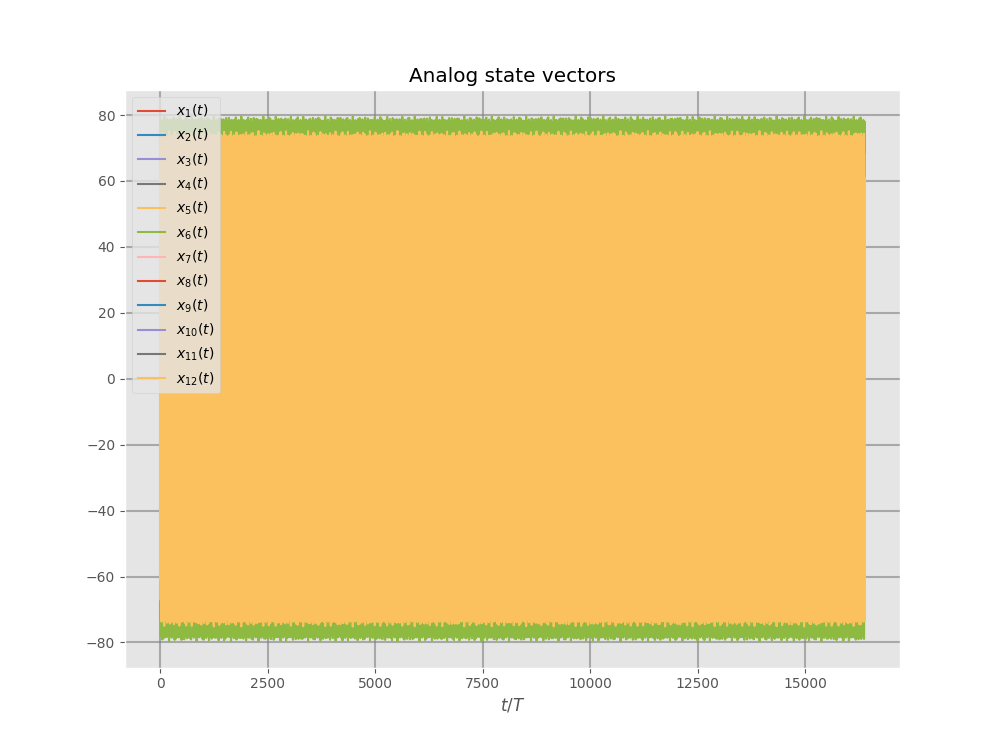 Analog state vectors
x₁(t)
x₂(t)
x₃(t)
x₄(t)
x₅(t)
x₆(t)
x₇(t)
x₈(t)
x₉(t)
x₁₀(t)
x₁₁(t)
x₁₂(t)
80
60
40
20
0
−20
−40
−60
−80
0 2500 5000 7500 10000 12500 15000
t/T